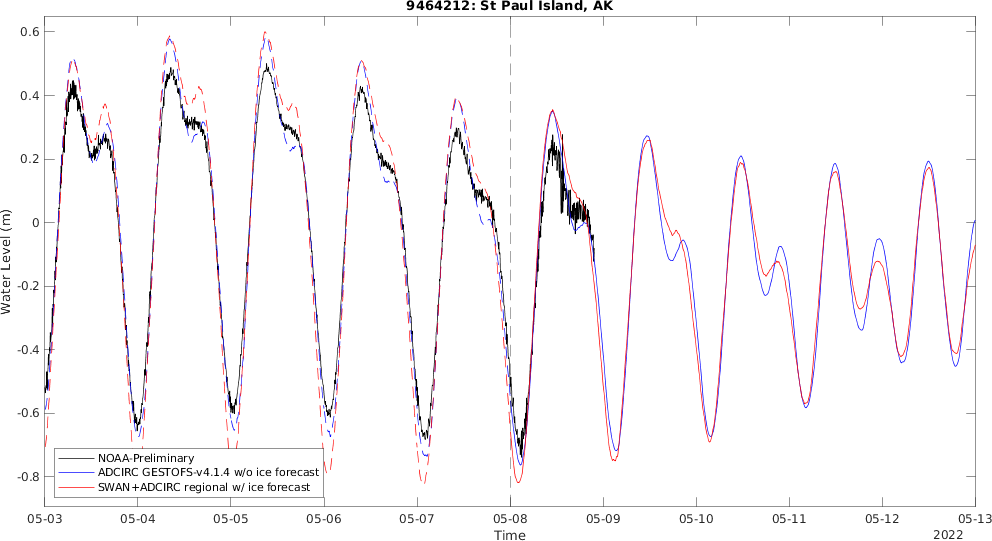 9464212: St Paul Island, AK
Water Level (m)
0.6
0.4
0.2
0
-0.2
-0.4
-0.6
-0.8
NOAA-Preliminary
ADCIRC GESTOFS-v4.1.4 w/o ice forecast
SWAN+ADCIRC regional w/ ice forecast
05-03 05-04 05-05 05-06 05-07 05-08 05-09 05-10 05-11 05-12 05-13
Time
2022